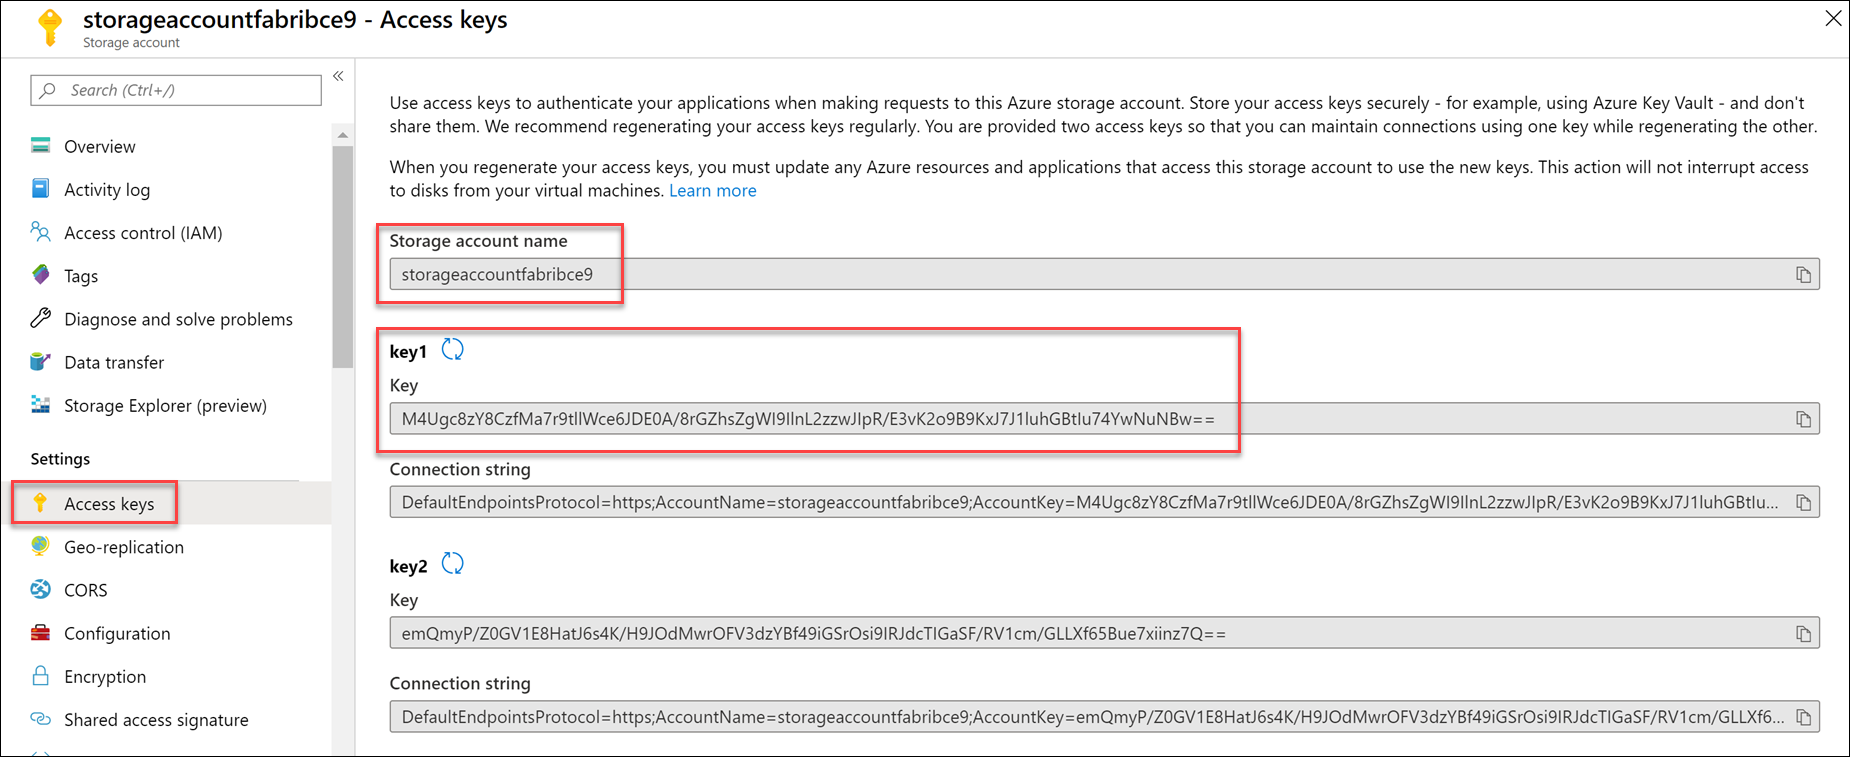 storageaccountfabribce9 - Access keys
Storage account
Search (Ctrl+/)
«
Overview
Activity log
Access control (IAM)
Tags
Diagnose and solve problems
Data transfer
Storage Explorer (preview)
Settings
Access keys
Geo-replication
CORS
Configuration
Encryption
Shared access signature
Use access keys to authenticate your applications when making requests to this Azure storage account. Store your access keys securely - for example, using Azure Key Vault - and don't
share them. We recommend regenerating your access keys regularly. You are provided two access keys so that you can maintain connections using one key while regenerating the other.
When you regenerate your access keys, you must update any Azure resources and applications that access this storage account to use the new keys. This action will not interrupt access
to disks from your virtual machines. Learn more
Storage account name
storageaccountfabribce9
key1
Key
M4Ugc8zY8CzfMa7r9tllWce6JDE0A/8rGZhsZgWI9IlnL2zzwJIpR/E3vK2o9B9KxJ7J1luhGBtIu74YwNuNBw==
Connection string
DefaultEndpointsProtocol=https;AccountName=storageaccountfabribce9;AccountKey=M4Ugc8zY8CzfMa7r9tllWce6JDE0A/8rGZhsZgWI9IlnL2zzwJIpR/E3vK2o9B9KxJ7J1luhGBtIu...
key2
Key
emQmyP/Z0GV1E8HatJ6s4K/H9JOdMwrOFV3dzYBf49iGSrOsi9IRJdcTIGaSF/RV1cm/GLLXf65Bue7xiinz7Q==
Connection string
DefaultEndpointsProtocol=https;AccountName=storageaccountfabribce9;AccountKey=emQmyP/Z0GV1E8HatJ6s4K/H9JOdMwrOFV3dzYBf49iGSrOsi9IRJdcTIGaSF/RV1cm/GLLXf6...